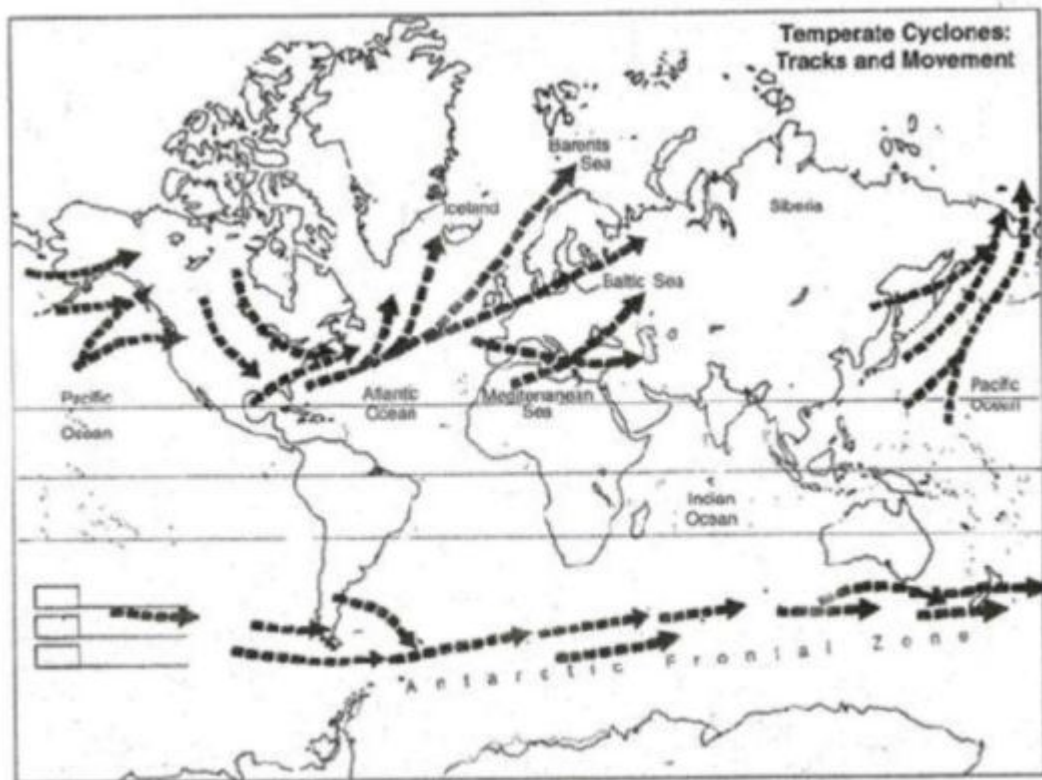 Temperate Cyclones:
Tracks and Movement
Barents
Sea
Iceland
Siberia
Baltic Sea
Pacific
Ocean
Atlantic
Ocean
Mediterranean
Sea
Pacific
Ocean
Indian
Ocean
Antarctic Frontal Zone